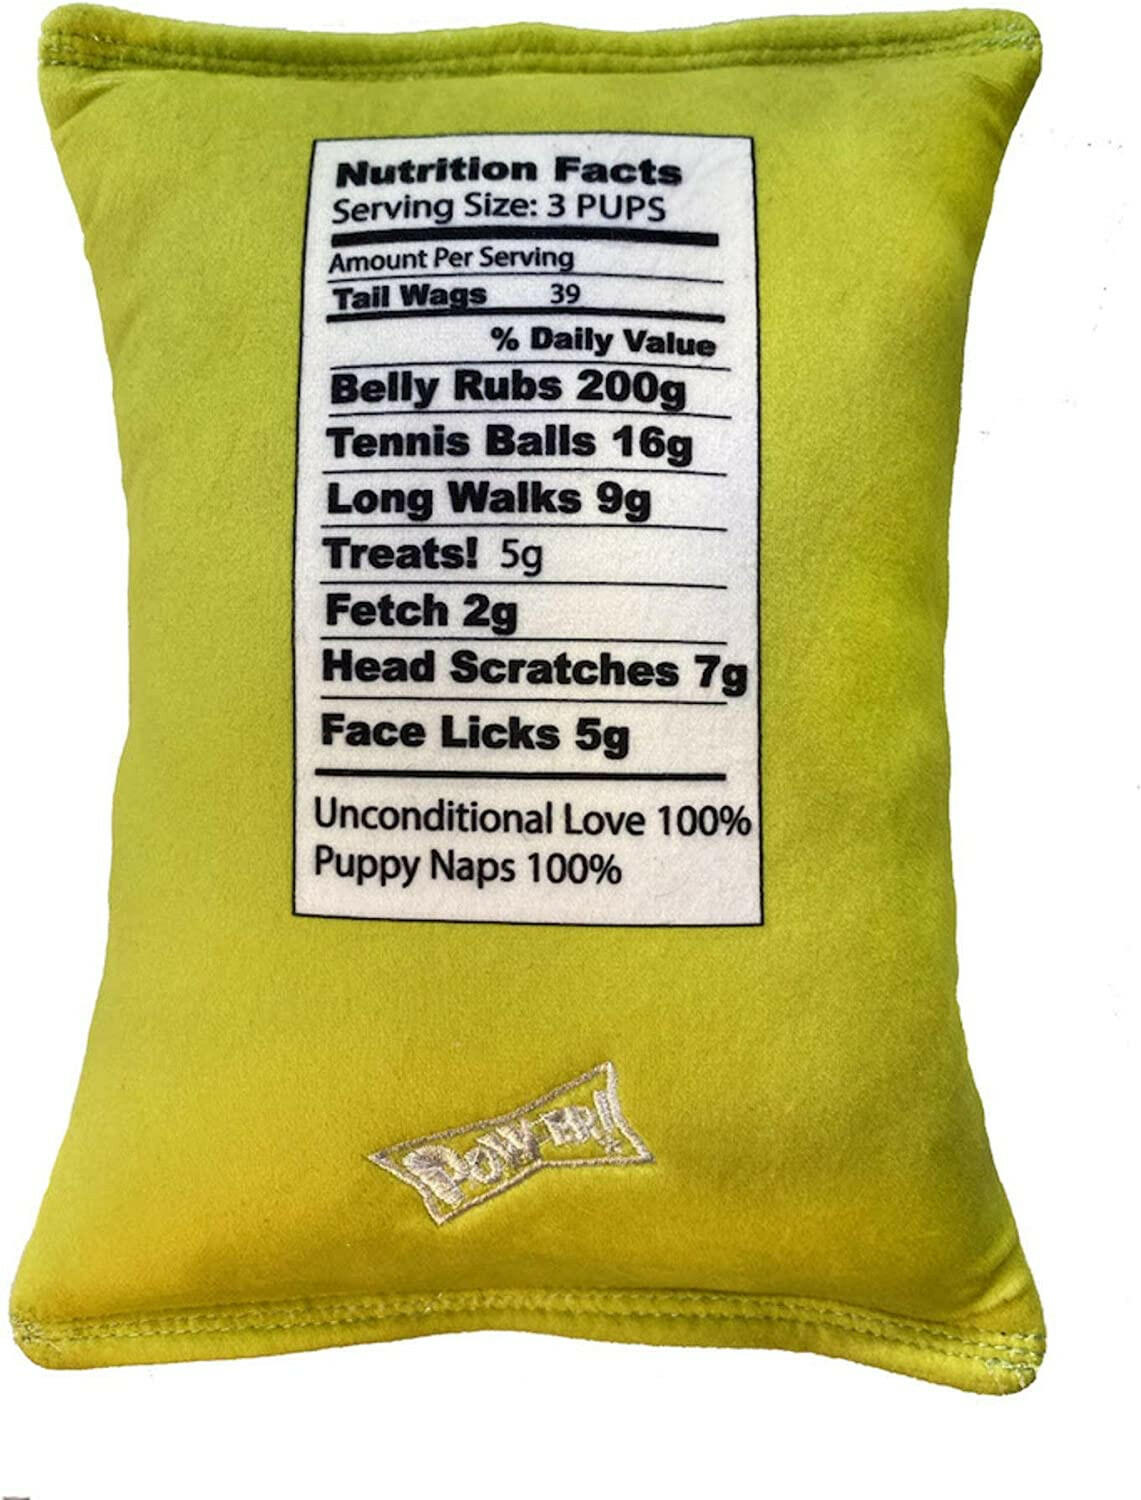 Nutrition Facts
Serving Size: 3 PUPS
Amount Per Serving
Tail Wags 39
% Daily Value
Belly Rubs 200g
Tennis Balls 16g
Long Walks 9g
Treats! 5g
Fetch 2g
Head Scratches 7g
Face Licks 5g
Unconditional Love 100%
Puppy Naps 100%
POWER!